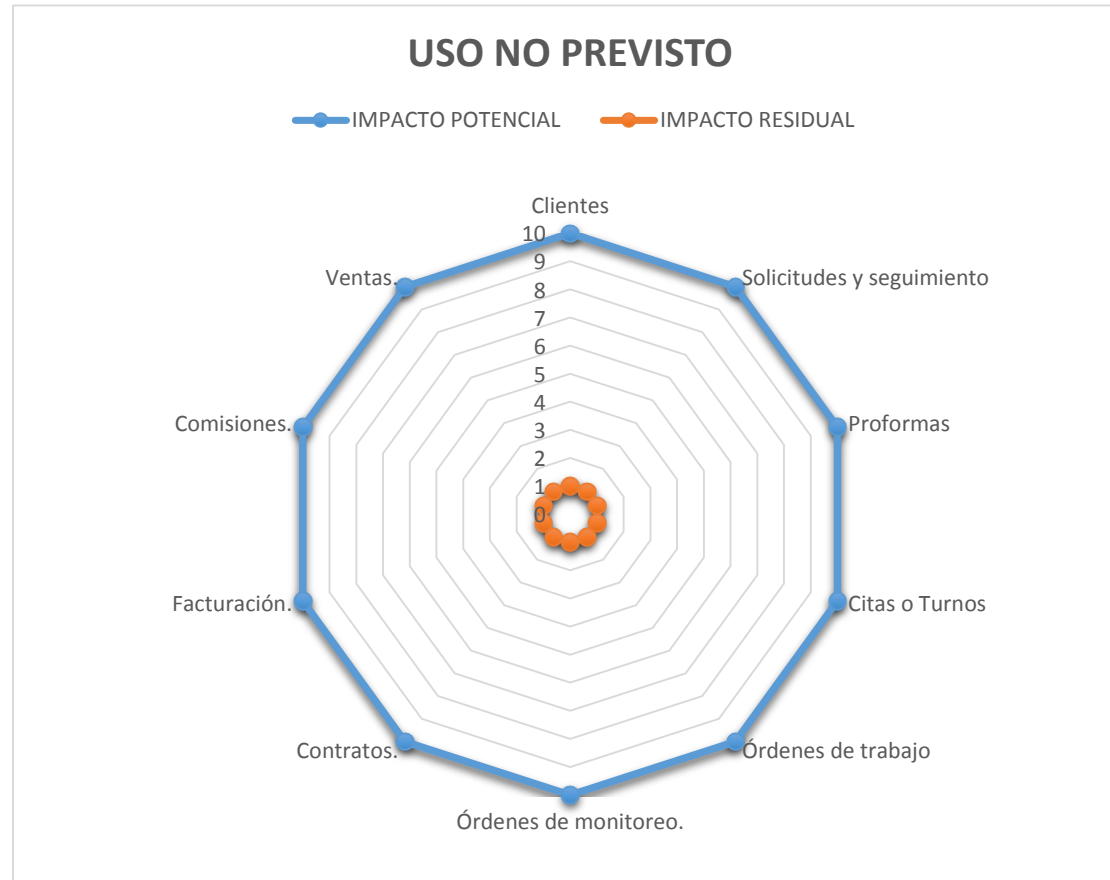 USO NO PREVISTO
IMPACTO POTENCIAL
IMPACTO RESIDUAL
Clientes
Solicitudes y seguimiento
Proformas
Citas o Turnos
Órdenes de trabajo
Órdenes de monitoreo.
Contratos.
Facturación.
Comisiones.
Ventas.
10
9
8
7
6
5
4
3
2
1
0